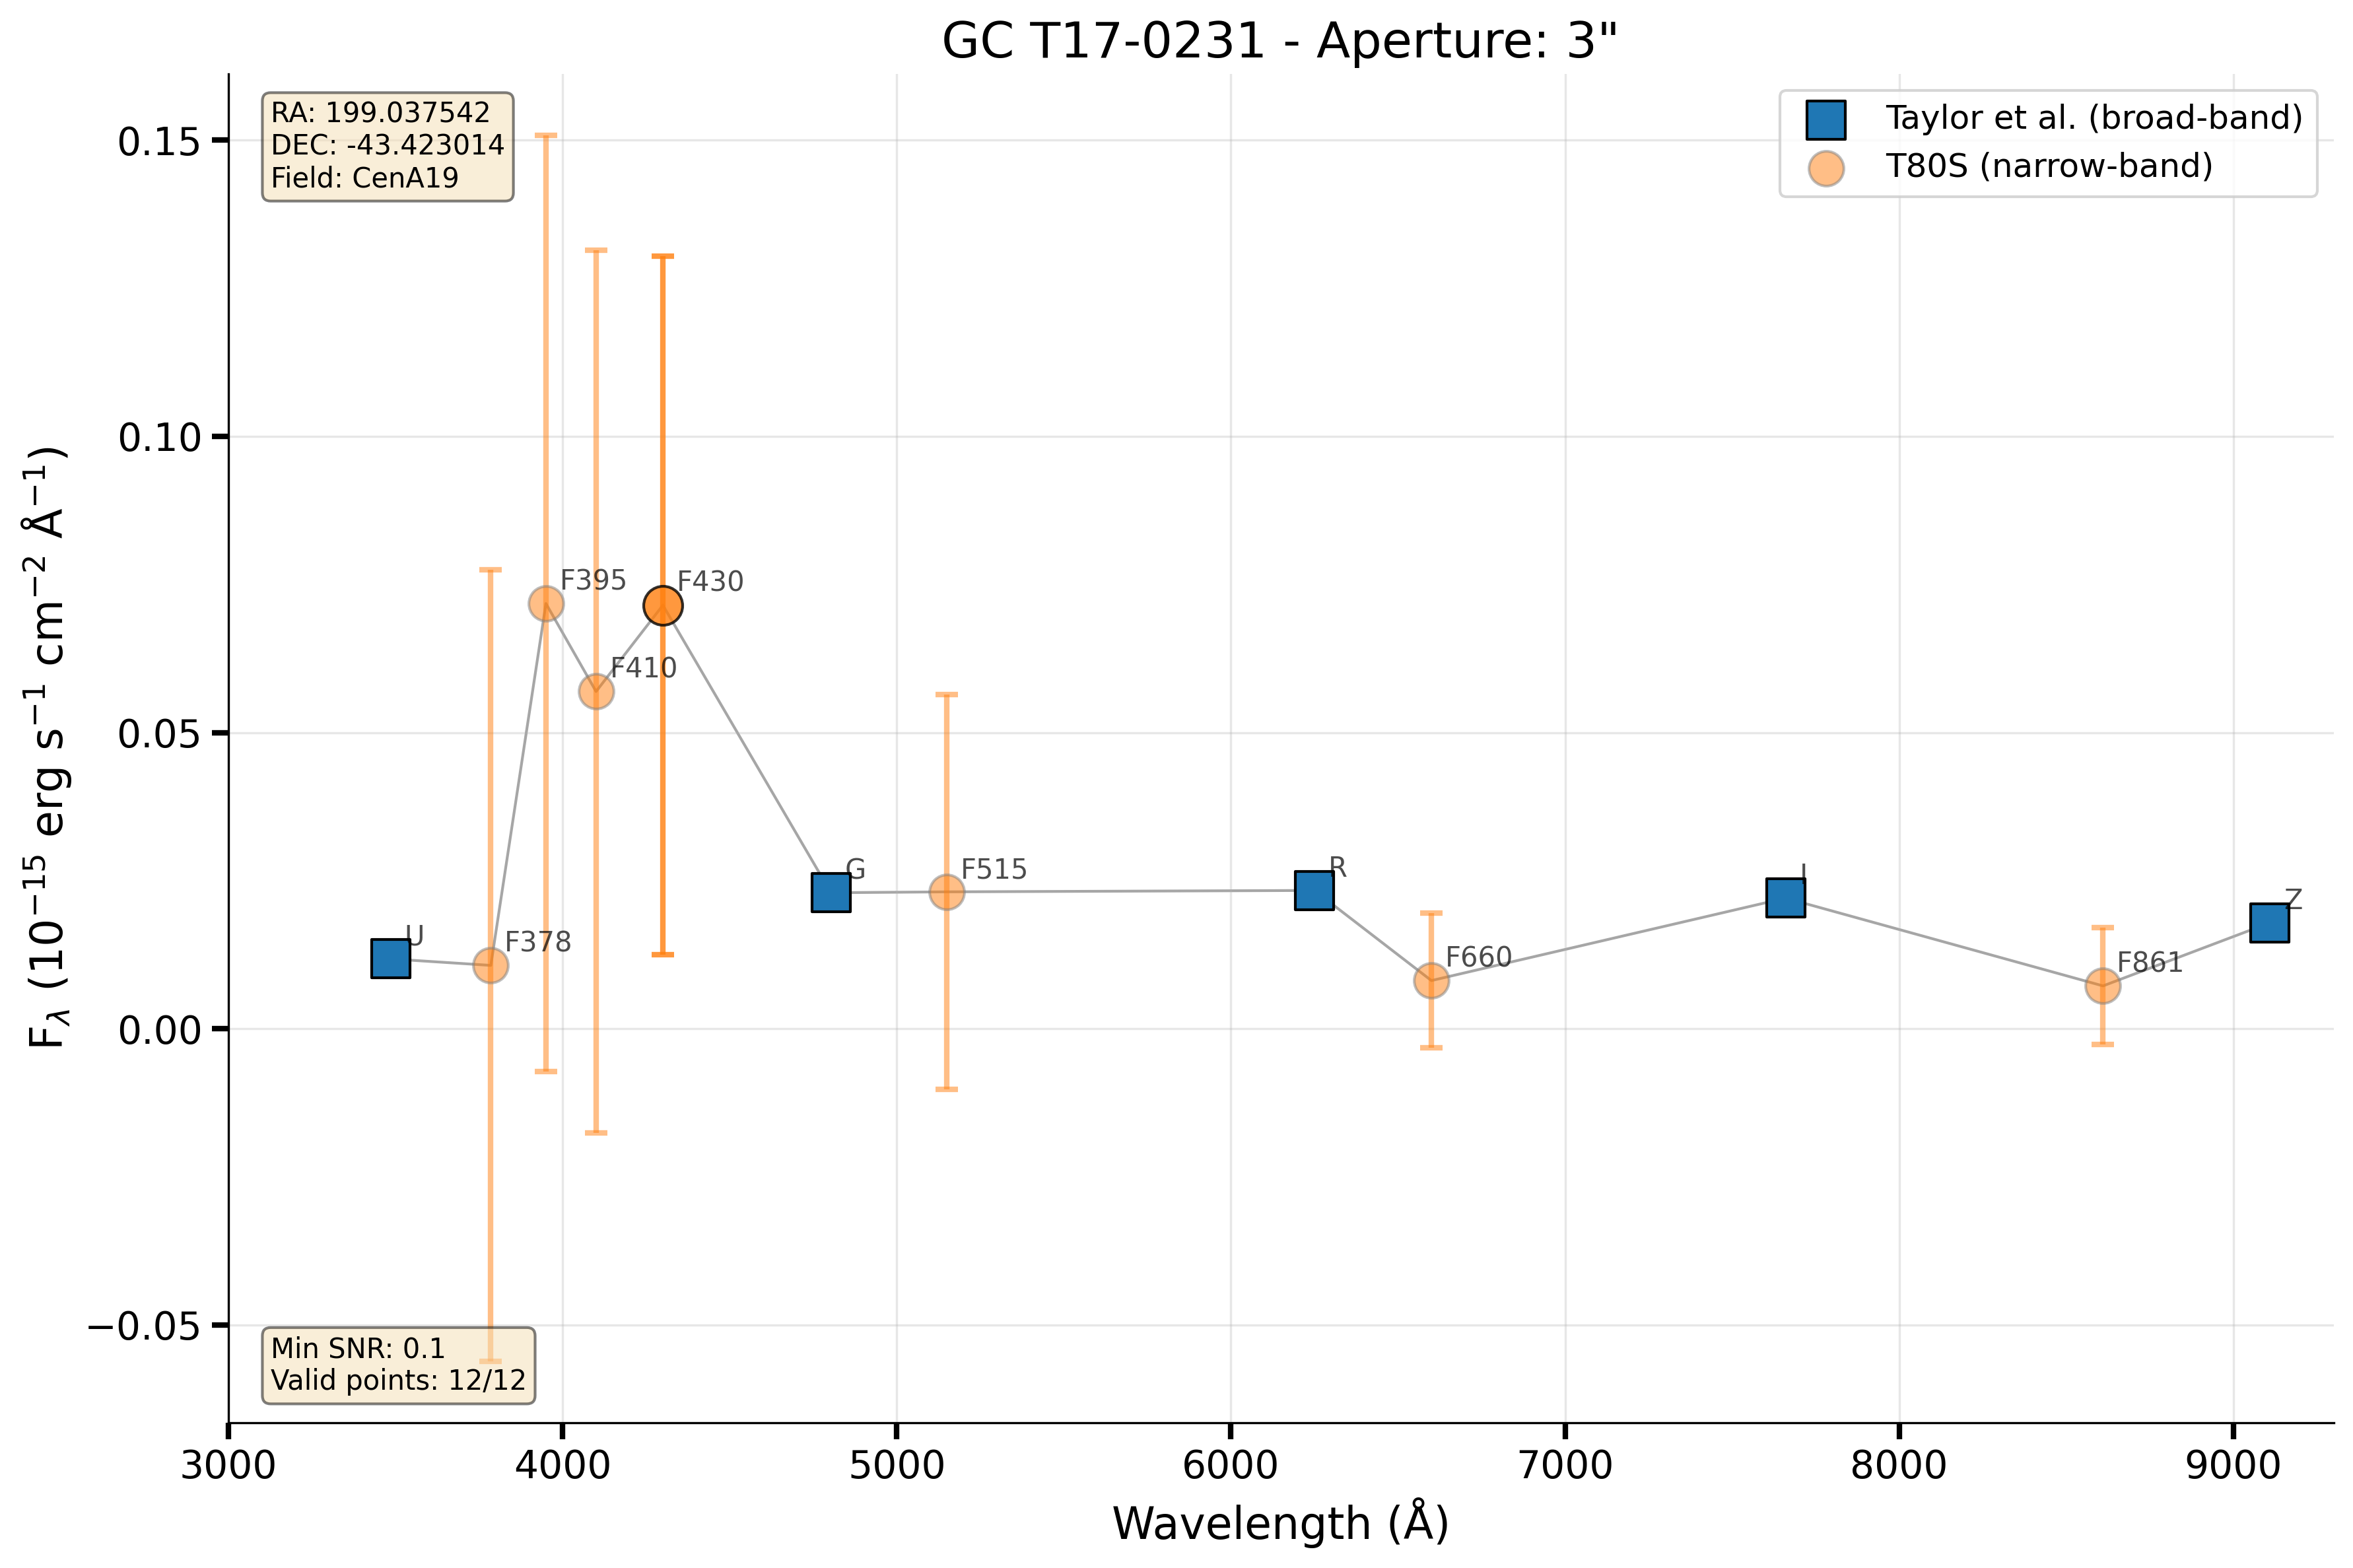 GC T17-0231 - Aperture: 3"
RA: 199.037542
DEC: -43.423014
Field: CenA19
Taylor et al. (broad-band)
T80S (narrow-band)
0.15
0.10
0.05
0.00
−0.05
F395
F430
F410
G
F515
R
I
Z
U
F378
F660
F861
Min SNR: 0.1
Valid points: 12/12
3000
4000
5000
6000
7000
8000
9000
Wavelength (Å)
Fλ (10⁻¹⁵ erg s⁻¹ cm⁻² Å⁻¹)